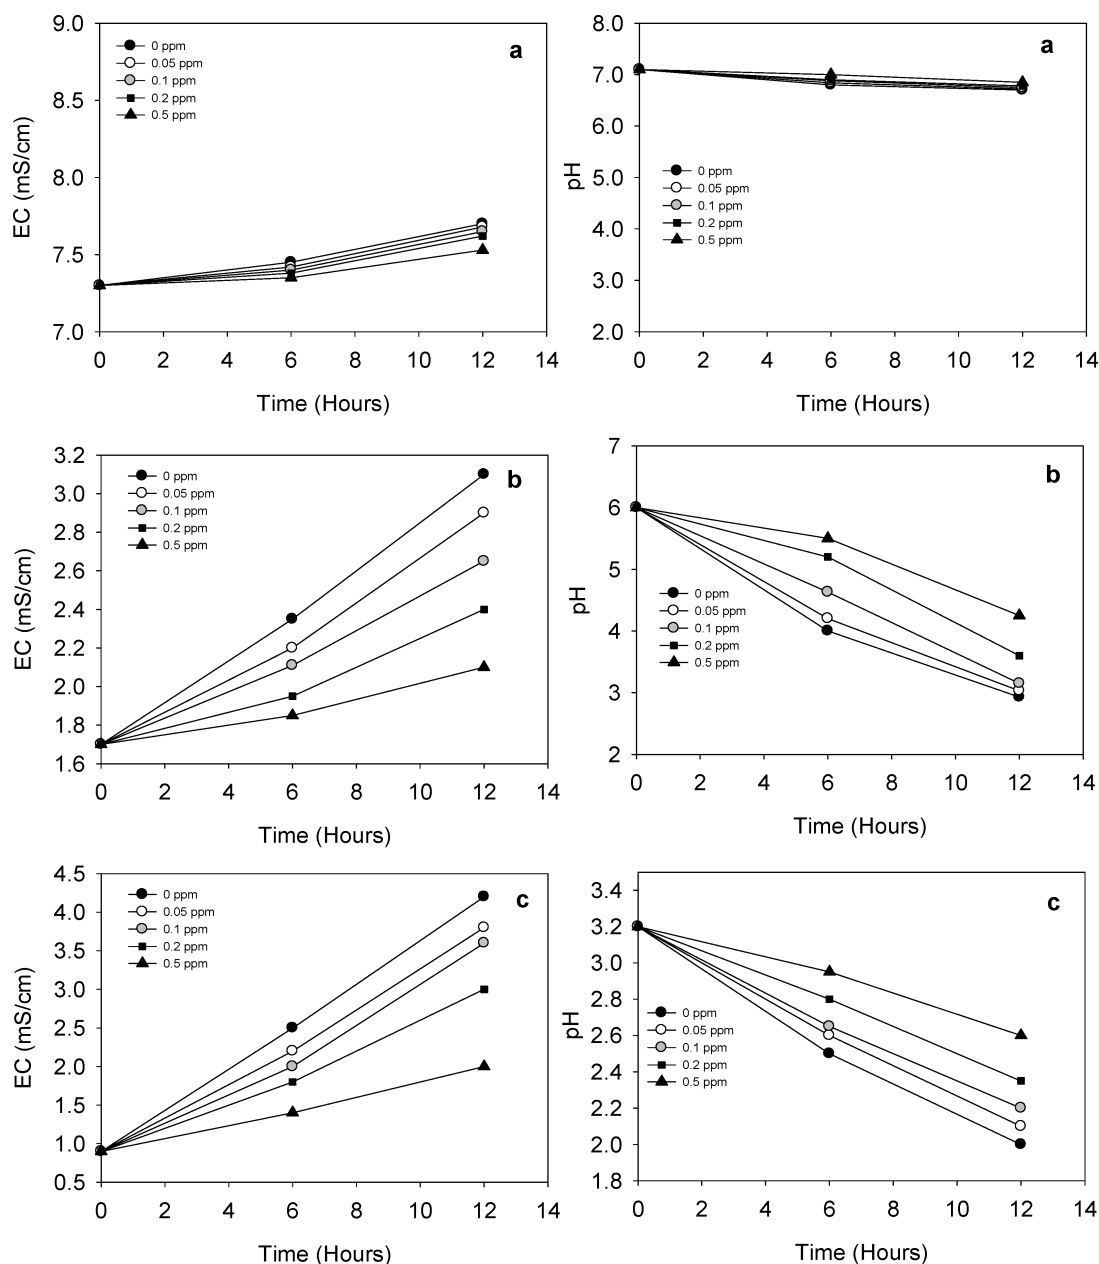 9.0
8.5
8.0
7.5
7.0
EC (mS/cm)
0 ppm
0.05 ppm
0.1 ppm
0.2 ppm
0.5 ppm
a
0 2 4 6 8 10 12 14
Time (Hours)
8.0
7.0
6.0
5.0
4.0
3.0
2.0
pH
a
0 ppm
0.05 ppm
0.1 ppm
0.2 ppm
0.5 ppm
0 2 4 6 8 10 12 14
Time (Hours)
3.2
3.0
2.8
2.6
2.4
2.2
2.0
1.8
1.6
EC (mS/cm)
0 ppm
0.05 ppm
0.1 ppm
0.2 ppm
0.5 ppm
b
0 2 4 6 8 10 12 14
Time (Hours)
7
6
5
4
3
2
pH
b
0 ppm
0.05 ppm
0.1 ppm
0.2 ppm
0.5 ppm
0 2 4 6 8 10 12 14
Time (Hours)
4.5
4.0
3.5
3.0
2.5
2.0
1.5
1.0
0.5
EC (mS/cm)
0 ppm
0.05 ppm
0.1 ppm
0.2 ppm
0.5 ppm
c
0 2 4 6 8 10 12 14
Time (Hours)
3.4
3.2
3.0
2.8
2.6
2.4
2.2
2.0
1.8
pH
c
0 ppm
0.05 ppm
0.1 ppm
0.2 ppm
0.5 ppm
0 2 4 6 8 10 12 14
Time (Hours)